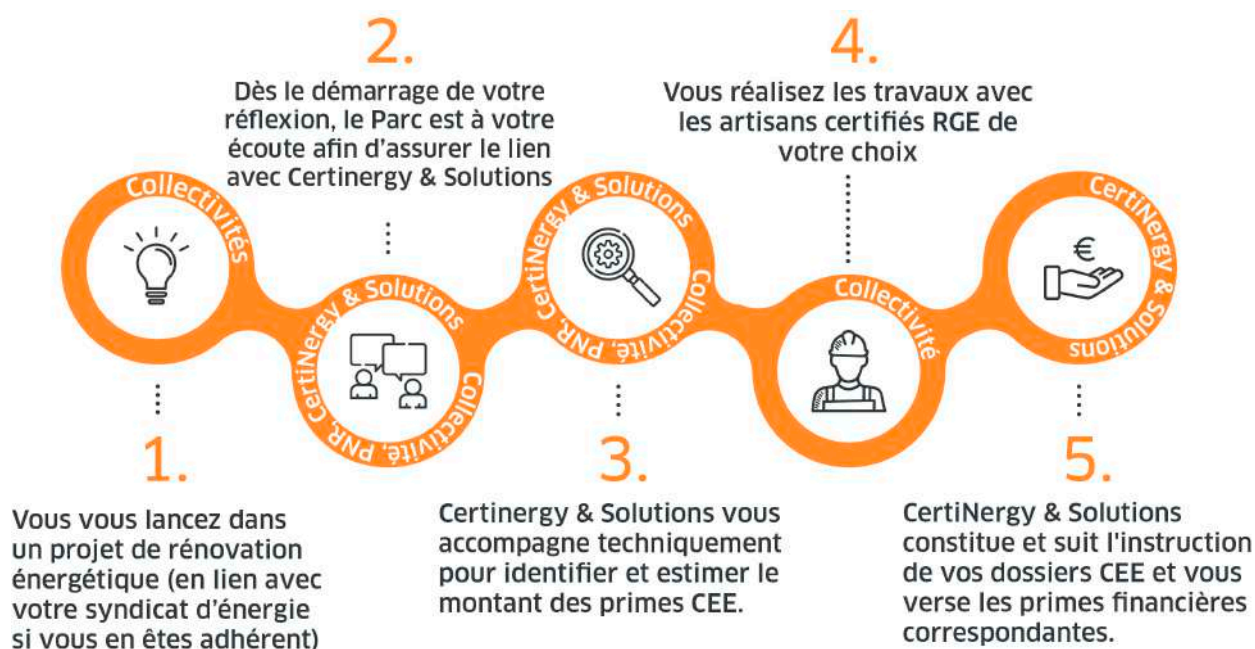 Collectivités
1.
Vous vous lancez dans
un projet de rénovation
énergétique (en lien avec
votre syndicat d'énergie
si vous en êtes adhérent)
2.
Dès le démarrage de votre
réflexion, le Parc est à votre
écoute afin d'assurer le lien
avec Certinergy & Solutions
Collectivité, PNR, CertiNergy & Solutions
Collectivité, PNR, CertiNergy & Solutions
3.
Certinergy & Solutions vous
accompagne techniquement
pour identifier et estimer le
montant des primes CEE.
4.
Vous réalisez les travaux avec
les artisans certifiés RGE de
votre choix
Collectivité
CertiNergy & Solutions
€
5.
CertiNergy & Solutions
constitue et suit l'instruction
de vos dossiers CEE et vous
verse les primes financières
correspondantes.